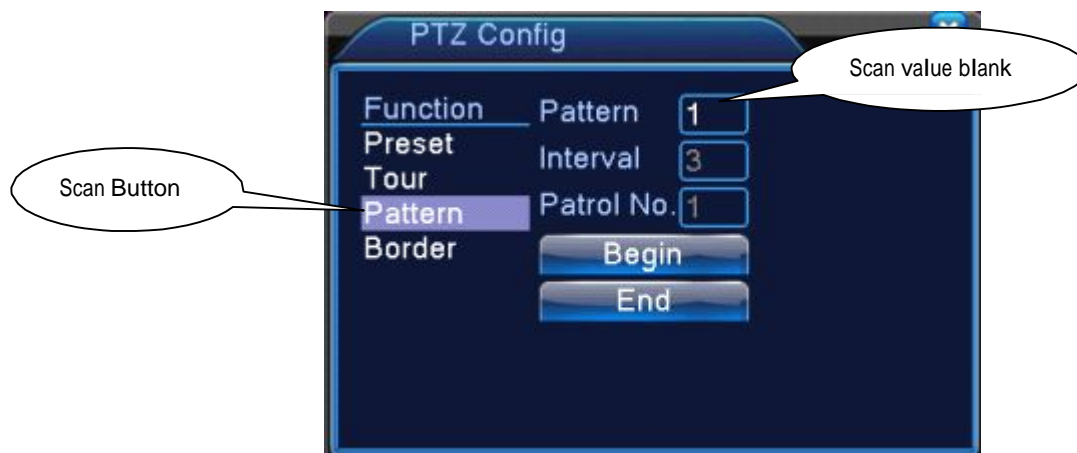 PTZ Config
Scan value blank
Function
Preset
Tour
Pattern
Border
Scan Button
Pattern 1
Interval 3
Patrol No. 1
Begin
End